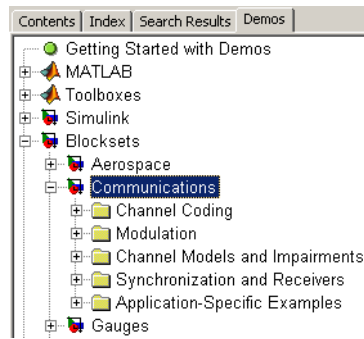 Contents Index Search Results Demos
Getting Started with Demos
MATLAB
Toolboxes
Simulink
Blocksets
Aerospace
Communications
Channel Coding
Modulation
Channel Models and Impairments
Synchronization and Receivers
Application-Specific Examples
Gauges